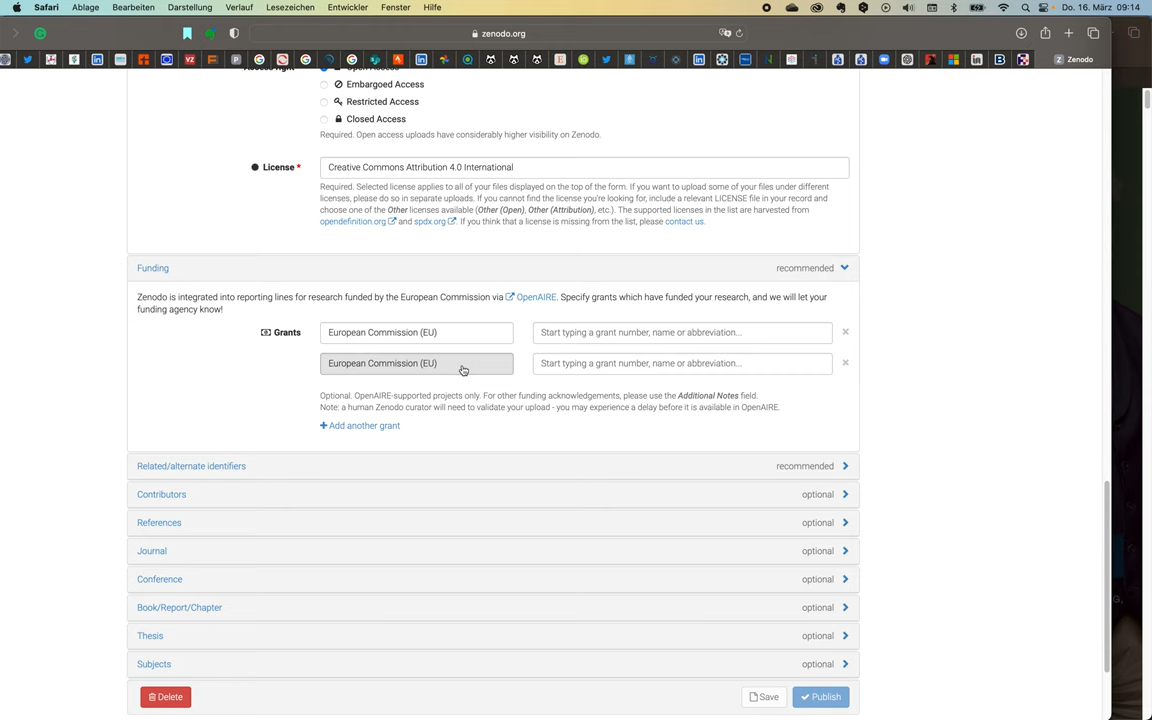 Safari Ablage Bearbeiten Darstellung Verlauf Lesezeichen Entwickler Fenster Hilfe Do. 16. März 09:14
zenodo.org
Zenodo
Access right Open Access
Embargoed Access
Restricted Access
Closed Access
Required. Open access uploads have considerably higher visibility on Zenodo.
License * Creative Commons Attribution 4.0 International
Required. Selected license applies to all of your files displayed on the top of the form. If you want to upload some of your files under different
licenses, please do so in separate uploads. If you cannot find the license you're looking for, include a relevant LICENSE file in your record and
choose one of the Other licenses available (Other (Open), Other (Attribution), etc.). The supported licenses in the list are harvested from
opendefinition.org and spdx.org. If you think that a license is missing from the list, please contact us.
Funding recommended
Zenodo is integrated into reporting lines for research funded by the European Commission via OpenAIRE. Specify grants which have funded your research, and we will let your
funding agency know!
Grants European Commission (EU) Start typing a grant number, name or abbreviation...
European Commission (EU) Start typing a grant number, name or abbreviation...
Optional. OpenAIRE-supported projects only. For other funding acknowledgements, please use the Additional Notes field.
Note: a human Zenodo curator will need to validate your upload - you may experience a delay before it is available in OpenAIRE.
+ Add another grant
Related/alternate identifiers recommended
Contributors optional
References optional
Journal optional
Conference optional
Book/Report/Chapter optional
Thesis optional
Subjects optional
Delete Save Publish